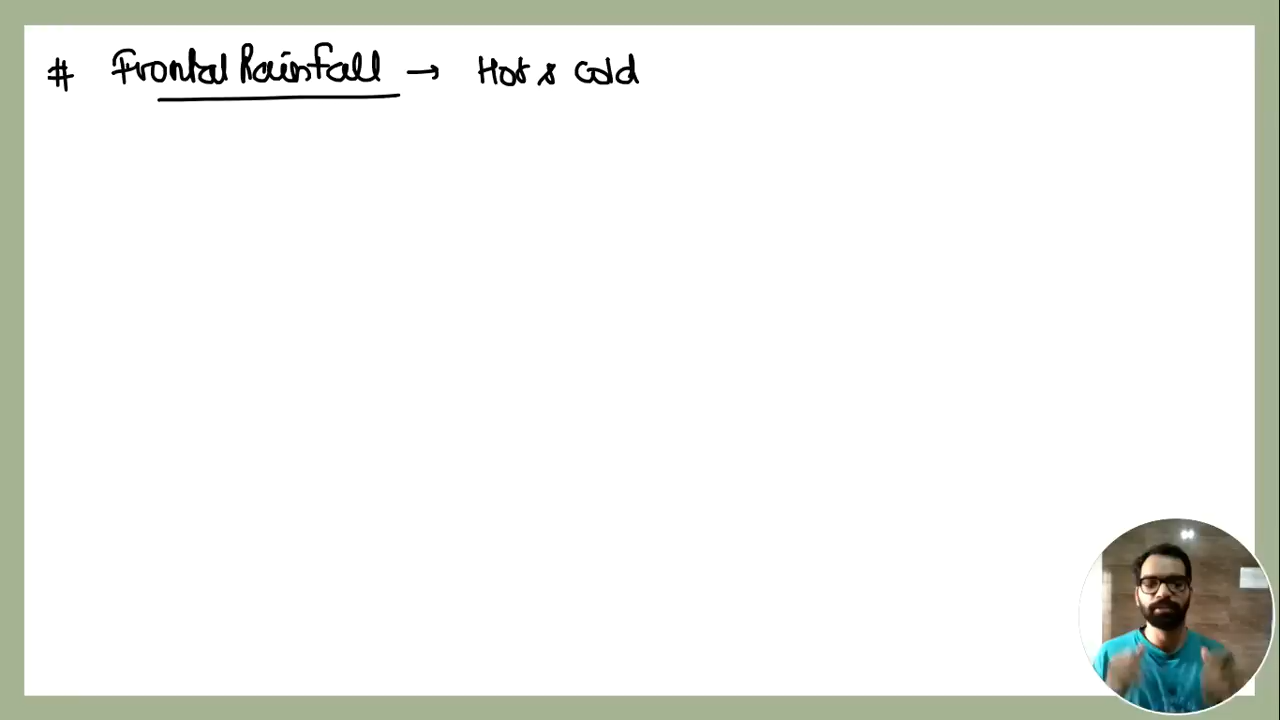 # Frontal Rainfall → Hot & Cold